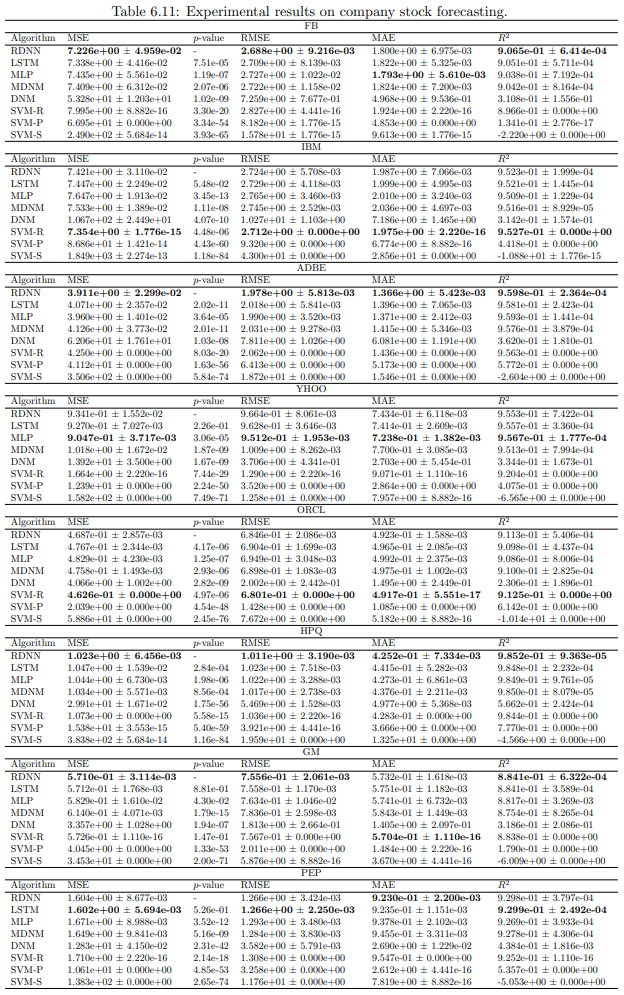 Table 6.11: Experimental results on company stock forecasting.
FB
Algorithm MSE p-value RMSE MAE R²
RDNN 7.226e+00 ± 4.959e-02 - 2.688e+00 ± 9.216e-03 1.800e+00 ± 6.975e-03 9.065e-01 ± 6.414e-04
LSTM 7.338e+00 ± 4.416e-02 7.51e-05 2.709e+00 ± 8.139e-03 1.822e+00 ± 5.325e-03 9.051e-01 ± 5.711e-04
MLP 7.435e+00 ± 5.561e-02 1.19e-07 2.727e+00 ± 1.022e-02 1.793e+00 ± 5.610e-03 9.038e-01 ± 7.192e-04
MDNM 7.409e+00 ± 6.312e-02 2.07e-06 2.722e+00 ± 1.158e-02 1.824e+00 ± 7.200e-03 9.042e-01 ± 8.164e-04
DNM 5.328e+01 ± 1.203e+01 1.02e-09 7.259e+00 ± 7.677e-01 4.968e+00 ± 9.536e-01 3.108e-01 ± 1.556e-01
SVM-R 7.995e+00 ± 8.882e-16 3.30e-20 2.827e+00 ± 4.441e-16 1.924e+00 ± 2.220e-16 8.966e-01 ± 0.000e+00
SVM-P 6.695e+01 ± 0.000e+00 3.34e-54 8.182e+00 ± 1.776e-15 4.853e+00 ± 0.000e+00 1.341e-01 ± 2.776e-17
SVM-S 2.490e+02 ± 5.684e-14 3.93e-65 1.578e+01 ± 1.776e-15 9.613e+00 ± 1.776e-15 -2.220e+00 ± 0.000e+00
IBM
Algorithm MSE p-value RMSE MAE R²
RDNN 7.421e+00 ± 3.110e-02 - 2.724e+00 ± 5.708e-03 1.987e+00 ± 7.066e-03 9.523e-01 ± 1.999e-04
LSTM 7.447e+00 ± 2.249e-02 5.48e-02 2.729e+00 ± 4.118e-03 1.999e+00 ± 4.995e-03 9.521e-01 ± 1.445e-04
MLP 7.647e+00 ± 1.913e-02 3.45e-13 2.765e+00 ± 3.460e-03 2.010e+00 ± 3.240e-03 9.509e-01 ± 1.229e-04
MDNM 7.533e+00 ± 1.389e-02 1.11e-08 2.745e+00 ± 2.529e-03 2.036e+00 ± 4.697e-03 9.516e-01 ± 8.929e-05
DNM 1.067e+02 ± 2.449e+01 4.07e-10 1.027e+01 ± 1.103e+00 7.186e+00 ± 1.465e+00 3.142e-01 ± 1.574e-01
SVM-R 7.354e+00 ± 1.776e-15 4.48e-06 2.712e+00 ± 0.000e+00 1.975e+00 ± 2.220e-16 9.527e-01 ± 0.000e+00
SVM-P 8.686e+01 ± 1.421e-14 4.43e-60 9.320e+00 ± 0.000e+00 6.774e+00 ± 8.882e-16 4.418e-01 ± 0.000e+00
SVM-S 1.849e+03 ± 2.274e-13 1.18e-84 4.300e+01 ± 0.000e+00 2.856e+01 ± 0.000e+00 -1.088e+01 ± 1.776e-15
ADBE
Algorithm MSE p-value RMSE MAE R²
RDNN 3.911e+00 ± 2.299e-02 - 1.978e+00 ± 5.813e-03 1.366e+00 ± 5.423e-03 9.598e-01 ± 2.364e-04
LSTM 4.071e+00 ± 2.357e-02 2.02e-11 2.018e+00 ± 5.841e-03 1.396e+00 ± 7.065e-03 9.581e-01 ± 2.423e-04
MLP 3.960e+00 ± 1.401e-02 3.64e-05 1.990e+00 ± 3.520e-03 1.371e+00 ± 2.412e-03 9.593e-01 ± 1.441e-04
MDNM 4.126e+00 ± 3.773e-02 2.01e-11 2.031e+00 ± 9.278e-03 1.415e+00 ± 5.346e-03 9.576e-01 ± 3.879e-04
DNM 6.206e+01 ± 1.761e+01 1.03e-08 7.811e+00 ± 1.026e+00 6.081e+00 ± 1.191e+00 3.620e-01 ± 1.810e-01
SVM-R 4.250e+00 ± 0.000e+00 8.03e-20 2.062e+00 ± 0.000e+00 1.436e+00 ± 0.000e+00 9.563e-01 ± 0.000e+00
SVM-P 4.112e+01 ± 0.000e+00 1.63e-56 6.413e+00 ± 0.000e+00 5.173e+00 ± 0.000e+00 5.772e-01 ± 0.000e+00
SVM-S 3.506e+02 ± 0.000e+00 5.84e-74 1.872e+01 ± 0.000e+00 1.546e+01 ± 0.000e+00 -2.604e+00 ± 0.000e+00
YHOO
Algorithm MSE p-value RMSE MAE R²
RDNN 9.341e-01 ± 1.552e-02 - 9.664e-01 ± 8.061e-03 7.434e-01 ± 6.118e-03 9.553e-01 ± 7.422e-04
LSTM 9.270e-01 ± 7.027e-03 2.26e-01 9.628e-01 ± 3.646e-03 7.414e-01 ± 2.609e-03 9.557e-01 ± 3.360e-04
MLP 9.047e-01 ± 3.717e-03 3.06e-05 9.512e-01 ± 1.953e-03 7.238e-01 ± 1.382e-03 9.567e-01 ± 1.777e-04
MDNM 1.018e+00 ± 1.672e-02 1.87e-09 1.009e+00 ± 8.262e-03 7.700e-01 ± 3.085e-03 9.513e-01 ± 7.994e-04
DNM 1.392e+01 ± 3.500e+00 1.67e-09 3.706e+00 ± 4.341e-01 2.703e+00 ± 5.454e-01 3.344e-01 ± 1.673e-01
SVM-R 1.664e+00 ± 2.220e-16 7.44e-29 1.290e+00 ± 2.220e-16 9.071e-01 ± 1.110e-16 9.204e-01 ± 0.000e+00
SVM-P 1.239e+01 ± 0.000e+00 2.24e-50 3.520e+00 ± 0.000e+00 2.864e+00 ± 0.000e+00 4.075e-01 ± 0.000e+00
SVM-S 1.582e+02 ± 0.000e+00 7.49e-71 1.258e+01 ± 0.000e+00 7.957e+00 ± 8.882e-16 -6.565e+00 ± 0.000e+00
ORCL
Algorithm MSE p-value RMSE MAE R²
RDNN 4.687e-01 ± 2.857e-03 - 6.846e-01 ± 2.086e-03 4.923e-01 ± 1.588e-03 9.113e-01 ± 5.406e-04
LSTM 4.767e-01 ± 2.344e-03 4.17e-06 6.904e-01 ± 1.699e-03 4.965e-01 ± 2.085e-03 9.098e-01 ± 4.437e-04
MLP 4.829e-01 ± 4.230e-03 1.25e-07 6.949e-01 ± 3.048e-03 4.992e-01 ± 2.375e-03 9.086e-01 ± 8.006e-04
MDNM 4.758e-01 ± 1.493e-03 2.93e-06 6.898e-01 ± 1.083e-03 4.975e-01 ± 1.002e-03 9.100e-01 ± 2.825e-04
DNM 4.066e+00 ± 1.002e+00 2.82e-09 2.002e+00 ± 2.442e-01 1.495e+00 ± 2.449e-01 2.306e-01 ± 1.896e-01
SVM-R 4.626e-01 ± 0.000e+00 4.97e-06 6.801e-01 ± 0.000e+00 4.917e-01 ± 5.551e-17 9.125e-01 ± 0.000e+00
SVM-P 2.039e+00 ± 0.000e+00 4.54e-48 1.428e+00 ± 0.000e+00 1.085e+00 ± 0.000e+00 6.142e-01 ± 0.000e+00
SVM-S 5.886e+01 ± 0.000e+00 2.45e-76 7.672e+00 ± 0.000e+00 5.182e+00 ± 8.882e-16 -1.014e+01 ± 0.000e+00
HPQ
Algorithm MSE p-value RMSE MAE R²
RDNN 1.023e+00 ± 6.456e-03 - 1.011e+00 ± 3.190e-03 4.252e-01 ± 7.334e-03 9.852e-01 ± 9.363e-05
LSTM 1.047e+00 ± 1.539e-02 2.84e-04 1.023e+00 ± 7.518e-03 4.415e-01 ± 5.282e-03 9.848e-01 ± 2.232e-04
MLP 1.044e+00 ± 6.730e-03 1.98e-06 1.022e+00 ± 3.288e-03 4.273e-01 ± 6.861e-03 9.849e-01 ± 9.761e-05
MDNM 1.034e+00 ± 5.571e-03 8.56e-04 1.017e+00 ± 2.738e-03 4.376e-01 ± 2.211e-03 9.850e-01 ± 8.079e-05
DNM 2.991e+01 ± 1.671e-02 1.75e-56 5.469e+00 ± 1.528e-03 4.977e+00 ± 5.368e-03 5.662e-01 ± 2.424e-04
SVM-R 1.073e+00 ± 0.000e+00 5.58e-15 1.036e+00 ± 2.220e-16 4.283e-01 ± 0.000e+00 9.844e-01 ± 0.000e+00
SVM-P 1.538e+01 ± 3.553e-15 5.40e-59 3.921e+00 ± 4.441e-16 3.666e+00 ± 0.000e+00 7.770e-01 ± 0.000e+00
SVM-S 3.838e+02 ± 5.684e-14 1.16e-84 1.959e+01 ± 0.000e+00 1.325e+01 ± 0.000e+00 -4.566e+00 ± 0.000e+00
GM
Algorithm MSE p-value RMSE MAE R²
RDNN 5.710e-01 ± 3.114e-03 - 7.556e-01 ± 2.061e-03 5.732e-01 ± 1.618e-03 8.841e-01 ± 6.322e-04
LSTM 5.712e-01 ± 1.768e-03 8.81e-01 7.558e-01 ± 1.170e-03 5.751e-01 ± 1.182e-03 8.841e-01 ± 3.589e-04
MLP 5.829e-01 ± 1.610e-02 4.30e-02 7.634e-01 ± 1.046e-02 5.741e-01 ± 6.732e-03 8.817e-01 ± 3.269e-03
MDNM 6.140e-01 ± 4.071e-03 1.79e-15 7.836e-01 ± 2.598e-03 5.843e-01 ± 1.449e-03 8.754e-01 ± 8.265e-04
DNM 3.357e+00 ± 1.028e+00 1.94e-07 1.813e+00 ± 2.664e-01 1.405e+00 ± 2.097e-01 3.186e-01 ± 2.086e-01
SVM-R 5.726e-01 ± 1.110e-16 1.47e-01 7.567e-01 ± 0.000e+00 5.704e-01 ± 1.110e-16 8.838e-01 ± 0.000e+00
SVM-P 4.045e+00 ± 0.000e+00 1.33e-53 2.011e+00 ± 0.000e+00 1.484e+00 ± 2.220e-16 1.790e-01 ± 0.000e+00
SVM-S 3.453e+01 ± 0.000e+00 2.00e-71 5.876e+00 ± 8.882e-16 3.670e+00 ± 4.441e-16 -6.009e+00 ± 0.000e+00
PEP
Algorithm MSE p-value RMSE MAE R²
RDNN 1.604e+00 ± 8.677e-03 - 1.266e+00 ± 3.424e-03 9.230e-01 ± 2.200e-03 9.298e-01 ± 3.797e-04
LSTM 1.602e+00 ± 5.694e-03 5.26e-01 1.266e+00 ± 2.250e-03 9.235e-01 ± 1.151e-03 9.299e-01 ± 2.492e-04
MLP 1.671e+00 ± 8.988e-03 3.52e-12 1.293e+00 ± 3.480e-03 9.378e-01 ± 2.102e-03 9.269e-01 ± 3.933e-04
MDNM 1.649e+00 ± 9.841e-03 5.16e-09 1.284e+00 ± 3.830e-03 9.455e-01 ± 3.311e-03 9.278e-01 ± 4.306e-04
DNM 1.283e+01 ± 4.150e-02 2.31e-42 3.582e+00 ± 5.791e-03 2.690e+00 ± 1.229e-02 4.384e-01 ± 1.816e-03
SVM-R 1.710e+00 ± 2.220e-16 2.14e-18 1.308e+00 ± 0.000e+00 9.547e-01 ± 0.000e+00 9.252e-01 ± 1.110e-16
SVM-P 1.061e+01 ± 0.000e+00 4.85e-53 3.258e+00 ± 0.000e+00 2.612e+00 ± 4.441e-16 5.357e-01 ± 0.000e+00
SVM-S 1.383e+02 ± 0.000e+00 2.65e-74 1.176e+01 ± 0.000e+00 7.819e+00 ± 8.882e-16 -5.053e+00 ± 0.000e+00